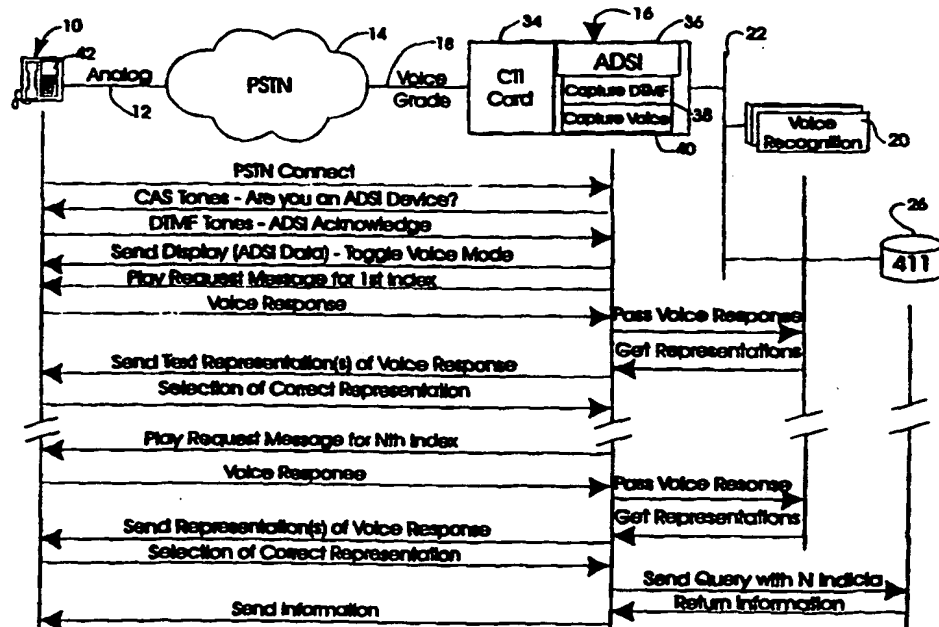 10
42
Analog
12
PSTN
14
18
Voice
Grade
34
CTI
Card
16
36
ADSI
Capture DTMF
38
Capture Voice
40
22
Voice
Recognition
20
26
411
PSTN Connect
CAS Tones - Are you an ADSI Device?
DTMF Tones - ADSI Acknowledge
Send Display (ADSI Data) - Toggle Voice Mode
Play Request Message for 1st Index
Voice Response
Pass Voice Response
Get Representations
Send Text Representation(s) of Voice Response
Selection of Correct Representation
Play Request Message for Nth Index
Voice Response
Pass Voice Resonse
Get Representations
Send Representation(s) of Voice Response
Selection of Correct Representation
Send Query with N Indicia
Return Information
Send Information